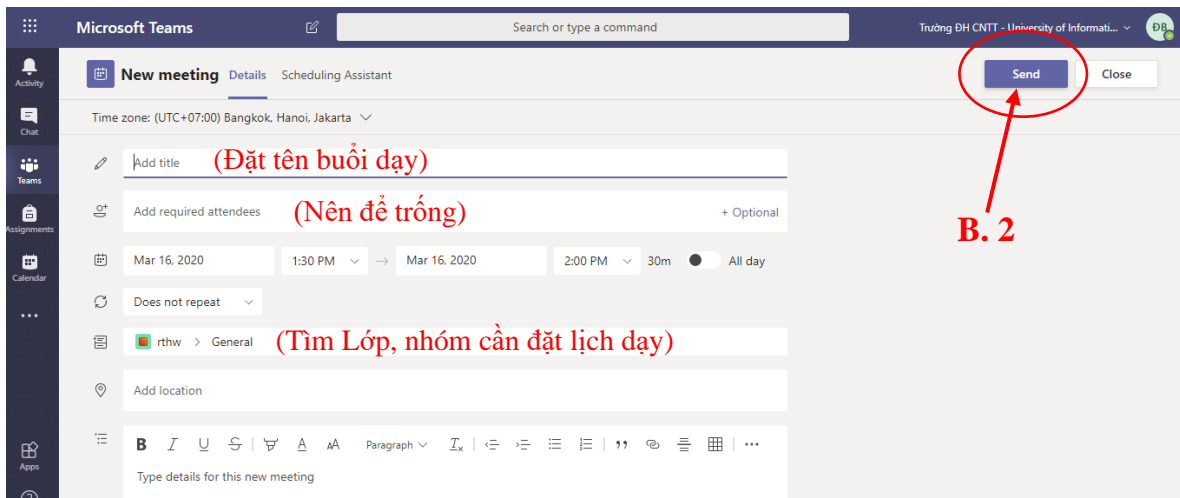 Microsoft Teams
Search or type a command
Trường ĐH CNTT - University of Informati...
ĐB
Activity
Chat
Teams
Assignments
Calendar
Apps
New meeting Details Scheduling Assistant
Send Close
Time zone: (UTC+07:00) Bangkok, Hanoi, Jakarta
Add title (Đặt tên buổi dạy)
Add required attendees (Nên để trống) + Optional
B. 2
Mar 16, 2020 1:30 PM → Mar 16, 2020 2:00 PM 30m All day
Does not repeat
rthw > General (Tìm Lớp, nhóm cần đặt lịch dạy)
Add location
B I U S A AA Paragraph Ix
Type details for this new meeting